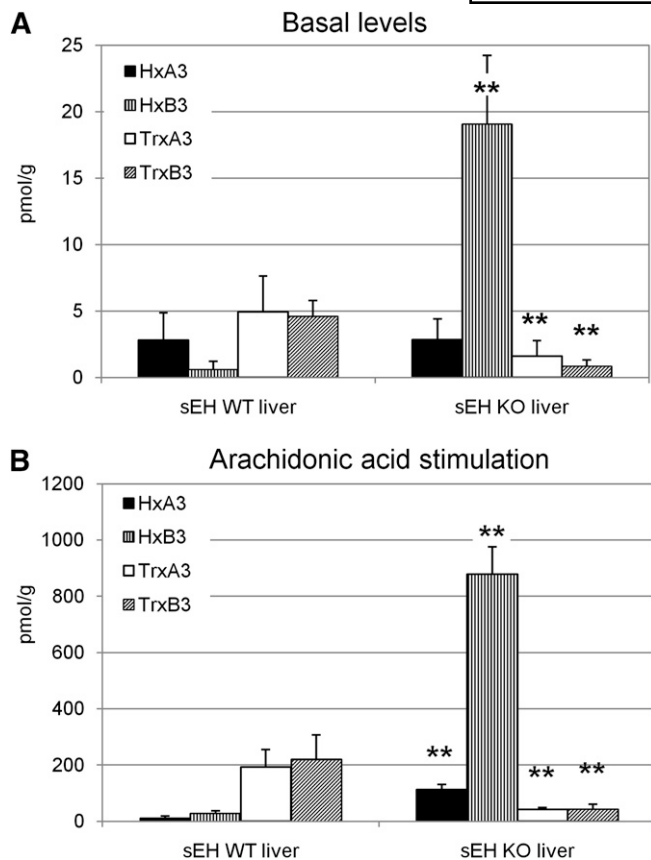 A
Basal levels
25
20
15
10
5
0
pmol/g
HxA3
HxB3
TrxA3
TrxB3
**
**
**
sEH WT liver
sEH KO liver
B
Arachidonic acid stimulation
1200
1000
800
600
400
200
0
pmol/g
HxA3
HxB3
TrxA3
TrxB3
**
**
**
**
sEH WT liver
sEH KO liver